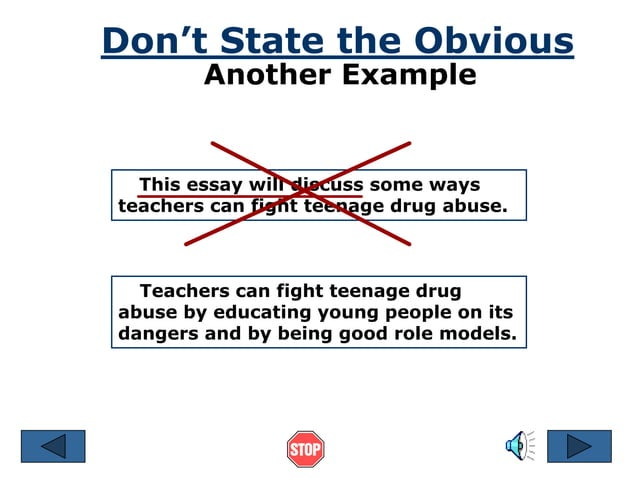 Don’t State the Obvious
Another Example
This essay will discuss some ways
teachers can fight teenage drug abuse.
Teachers can fight teenage drug
abuse by educating young people on its
dangers and by being good role models.
STOP